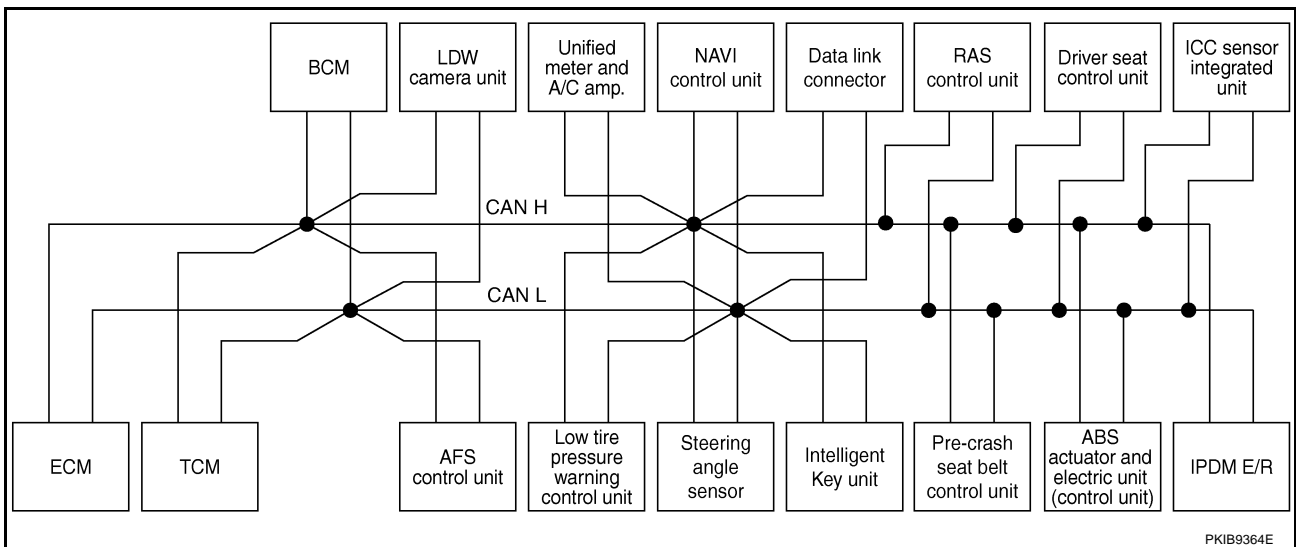 BCM
LDW
camera unit
Unified
meter and
A/C amp.
NAVI
control unit
Data link
connector
RAS
control unit
Driver seat
control unit
ICC sensor
integrated
unit
CAN H
CAN L
ECM
TCM
AFS
control unit
Low tire
pressure
warning
control unit
Steering
angle
sensor
Intelligent
Key unit
Pre-crash
seat belt
control unit
ABS
actuator and
electric unit
(control unit)
IPDM E/R
PKIB9364E